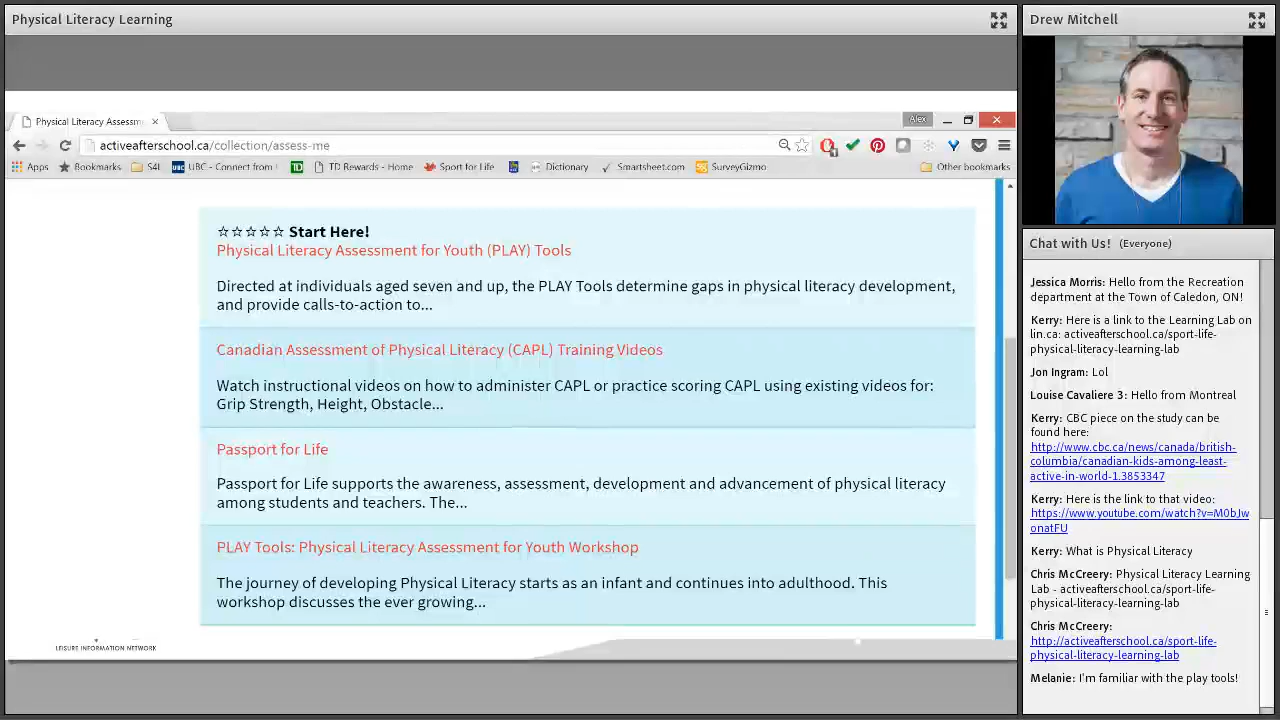 Physical Literacy Learning
Physical Literacy Assessm
Alex
activeafterschool.ca/collection/assess-me
Apps
Bookmarks
S4I
UBC - Connect from
TD Rewards - Home
Sport for Life
Dictionary
Smartsheet.com
SurveyGizmo
Other bookmarks
☆☆☆☆☆ Start Here!
Physical Literacy Assessment for Youth (PLAY) Tools
Directed at individuals aged seven and up, the PLAY Tools determine gaps in physical literacy development,
and provide calls-to-action to...
Canadian Assessment of Physical Literacy (CAPL) Training Videos
Watch instructional videos on how to administer CAPL or practice scoring CAPL using existing videos for:
Grip Strength, Height, Obstacle...
Passport for Life
Passport for Life supports the awareness, assessment, development and advancement of physical literacy
among students and teachers. The...
PLAY Tools: Physical Literacy Assessment for Youth Workshop
The journey of developing Physical Literacy starts as an infant and continues into adulthood. This
workshop discusses the ever growing...
LEISURE INFORMATION NETWORK
Drew Mitchell
Chat with Us! (Everyone)
Jessica Morris: Hello from the Recreation
department at the Town of Caledon, ON!
Kerry: Here is a link to the Learning Lab on
lin.ca: activeafterschool.ca/sport-life-
physical-literacy-learning-lab
Jon Ingram: Lol
Louise Cavaliere 3: Hello from Montreal
Kerry: CBC piece on the study can be
found here:
http://www.cbc.ca/news/canada/british-
columbia/canadian-kids-among-least-
active-in-world-1.3853347
Kerry: Here is the link to that video:
https://www.youtube.com/watch?v=M0bJw
onatFU
Kerry: What is Physical Literacy
Chris McCreery: Physical Literacy Learning
Lab - activeafterschool.ca/sport-life-
physical-literacy-learning-lab
Chris McCreery:
http://activeafterschool.ca/sport-life-
physical-literacy-learning-lab
Melanie: I'm familiar with the play tools!